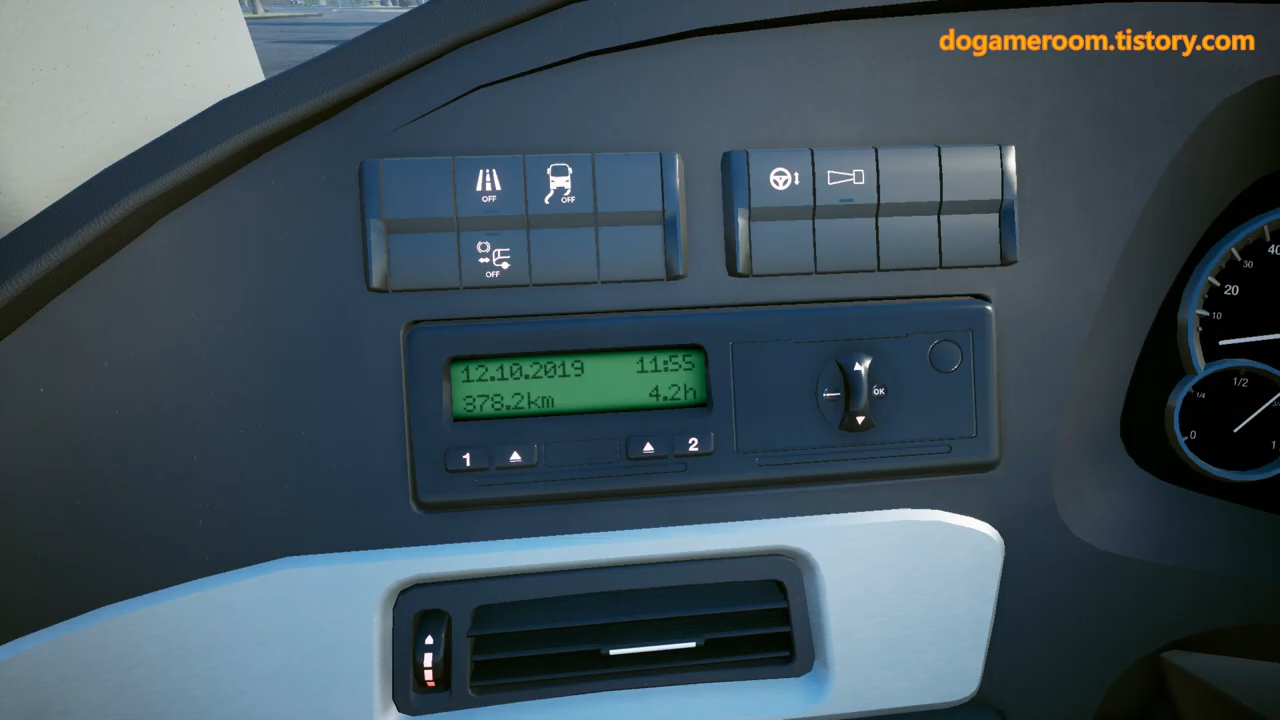 dogameroom.tistory.com
OFF
OFF
OFF
12.10.2019 11:55
378.2km 4.2h
OK
1
2
40
30
20
10
1/2
1/4
0
1